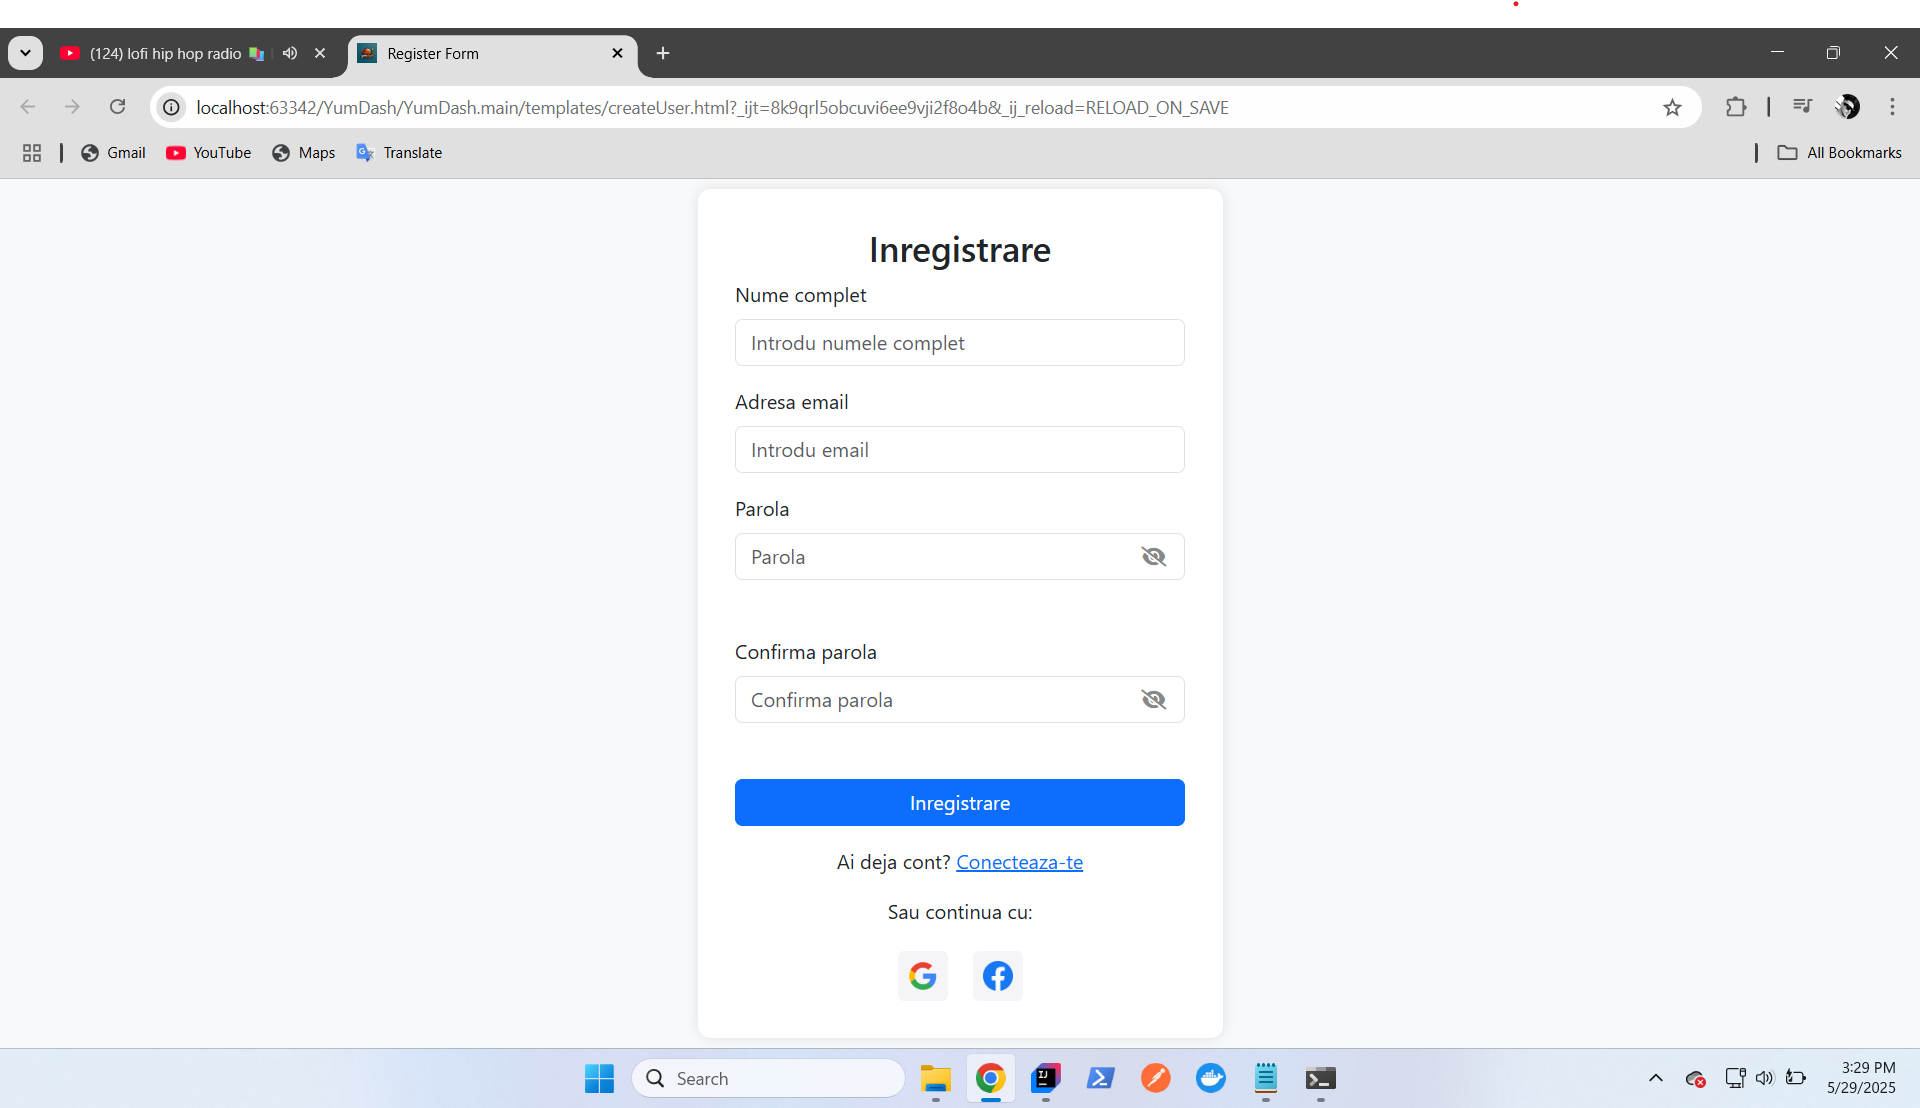 (124) lofi hip hop radio
Register Form
localhost:63342/YumDash/YumDash.main/templates/createUser.html?_ijt=8k9qrl5obcuvi6ee9vji2f8o4b&_ij_reload=RELOAD_ON_SAVE
Gmail
YouTube
Maps
Translate
All Bookmarks
Inregistrare
Nume complet
Introdu numele complet
Adresa email
Introdu email
Parola
Parola
Confirma parola
Confirma parola
Inregistrare
Ai deja cont? Conecteaza-te
Sau continua cu:
Search
3:29 PM
5/29/2025